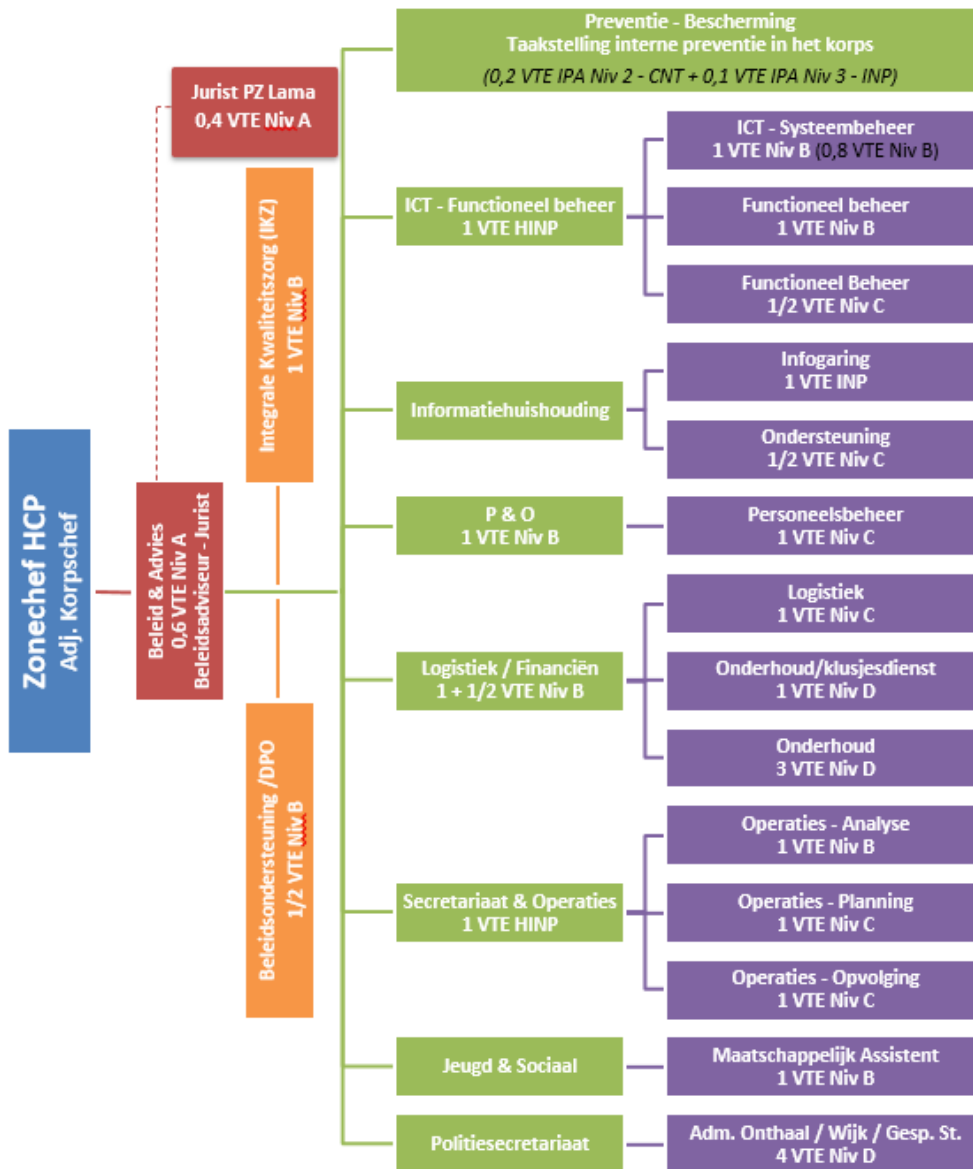 Zonechef HCP
Adj. Korpschef
Beleid & Advies
0,6 VTE Niv A
Beleidsadviseur - Jurist
Jurist PZ Lama
0,4 VTE Niv A
Integrale Kwaliteitszorg (IKZ)
1 VTE Niv B
Beleidsondersteuning /DPO
1/2 VTE Niv B
Preventie - Bescherming
Taakstelling interne preventie in het korps
(0,2 VTE IPA Niv 2 - CNT + 0,1 VTE IPA Niv 3 - INP)
ICT - Functioneel beheer
1 VTE HINP
ICT - Systeembeheer
1 VTE Niv B (0,8 VTE Niv B)
Functioneel beheer
1 VTE Niv B
Functioneel Beheer
1/2 VTE Niv C
Informatiehuishouding
Infogaring
1 VTE INP
Ondersteuning
1/2 VTE Niv C
P & O
1 VTE Niv B
Personeelsbeheer
1 VTE Niv C
Logistiek / Financiën
1 + 1/2 VTE Niv B
Logistiek
1 VTE Niv C
Onderhoud/klusjesdienst
1 VTE Niv D
Onderhoud
3 VTE Niv D
Secretariaat & Operaties
1 VTE HINP
Operaties - Analyse
1 VTE Niv B
Operaties - Planning
1 VTE Niv C
Operaties - Opvolging
1 VTE Niv C
Jeugd & Sociaal
Maatschappelijk Assistent
1 VTE Niv B
Politiesecretariaat
Adm. Onthaal / Wijk / Gesp. St.
4 VTE Niv D